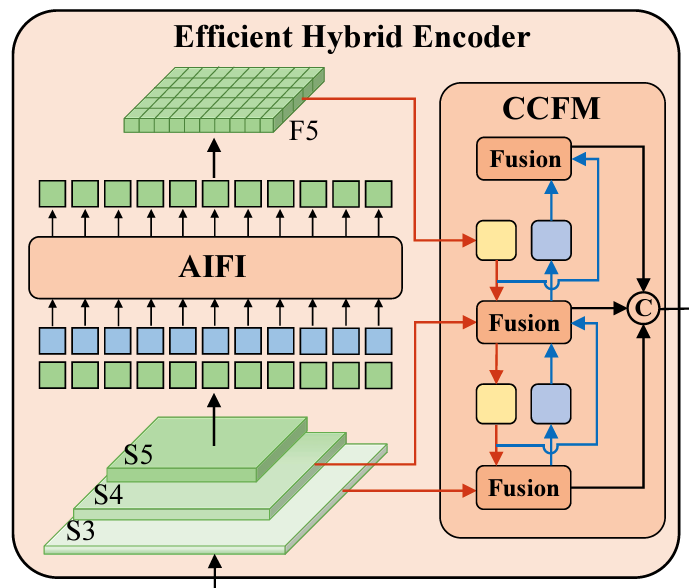 Efficient Hybrid Encoder
F5
CCFM
Fusion
AIFI
C
Fusion
S5
S4
S3
Fusion